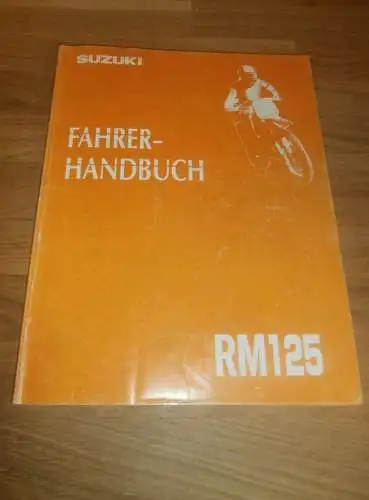 SUZUKI
FAHRER-
HANDBUCH
RM125